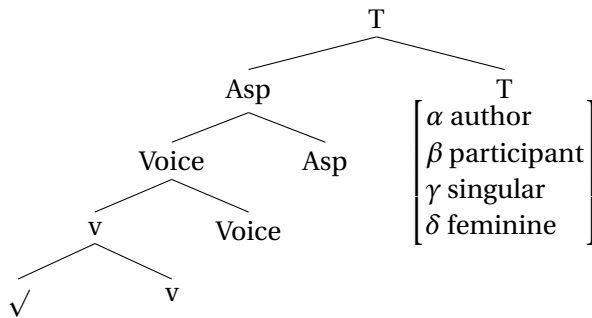 T
Asp T
Voice Asp α author
β participant
v Voice γ singular
δ feminine
√ v